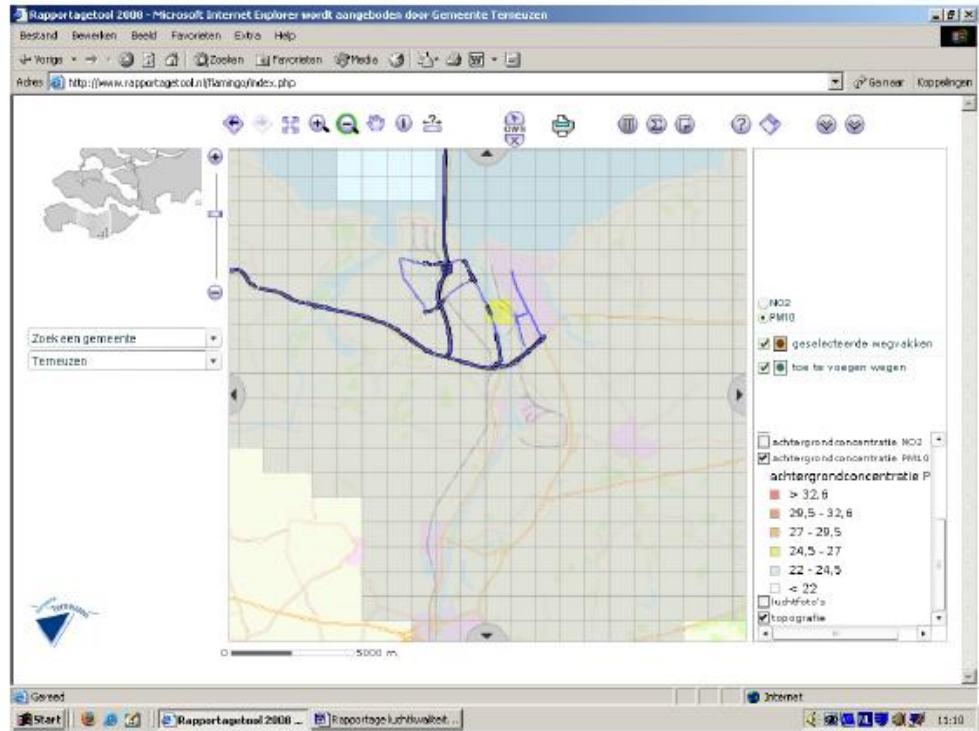 Rapportagetool 2008 - Microsoft Internet Explorer wordt aangeboden door Gemeente Terneuzen
Bestand Bewerken Beeld Favorieten Extra Help
Vorige Zoeken Favorieten Media
Adres http://www.rapportagetool.nl/flamingo/index.php Ga naar Koppelingen
OWN
Zoek een gemeente
Terneuzen
NO2
PM10
geselecteerde wegvakken
toe te voegen wegen
achtergrondconcentratie NO2
achtergrondconcentratie PM10
achtergrondconcentratie P
> 32,6
29,5 - 32,6
27 - 29,5
24,5 - 27
22 - 24,5
< 22
luchtfoto's
topografie
Terneuzen
0 5000 m.
Gereed Internet
Start Rapportagetool 2008 ... Rapportage luchtkwaliteit... 11:10